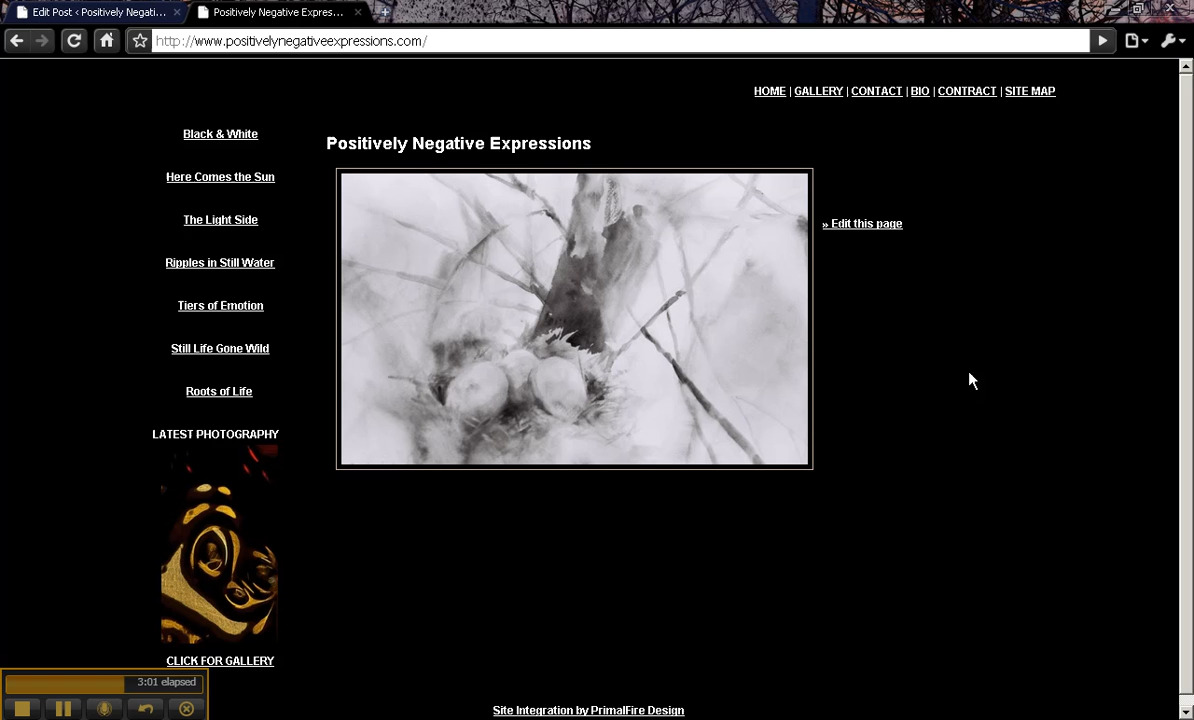 Edit Post ‹ Positively Negati...
Positively Negative Expres...
http://www.positivelynegativeexpressions.com/
HOME | GALLERY | CONTACT | BIO | CONTRACT | SITE MAP
Black & White
Here Comes the Sun
The Light Side
Ripples in Still Water
Tiers of Emotion
Still Life Gone Wild
Roots of Life
LATEST PHOTOGRAPHY
CLICK FOR GALLERY
Positively Negative Expressions
» Edit this page
3:01 elapsed
Site Integration by PrimalFire Design